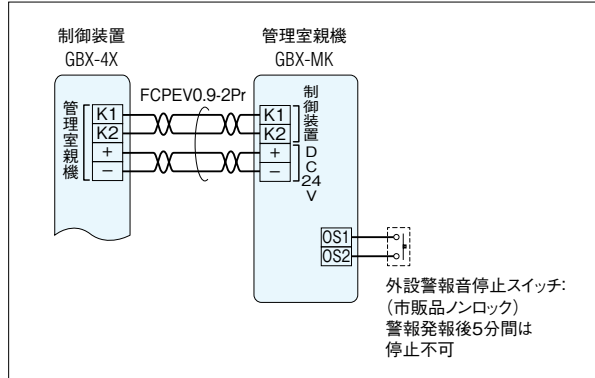 制御装置
GBX-4X
管理室親機
GBX-MK
FCPEV0.9-2Pr
管理室親機
K1
K2
+
−
K1
K2
+
−
制御装置
DC24V
OS1
OS2
外設警報音停止スイッチ:
(市販品ノンロック)
警報発報後5分間は
停止不可